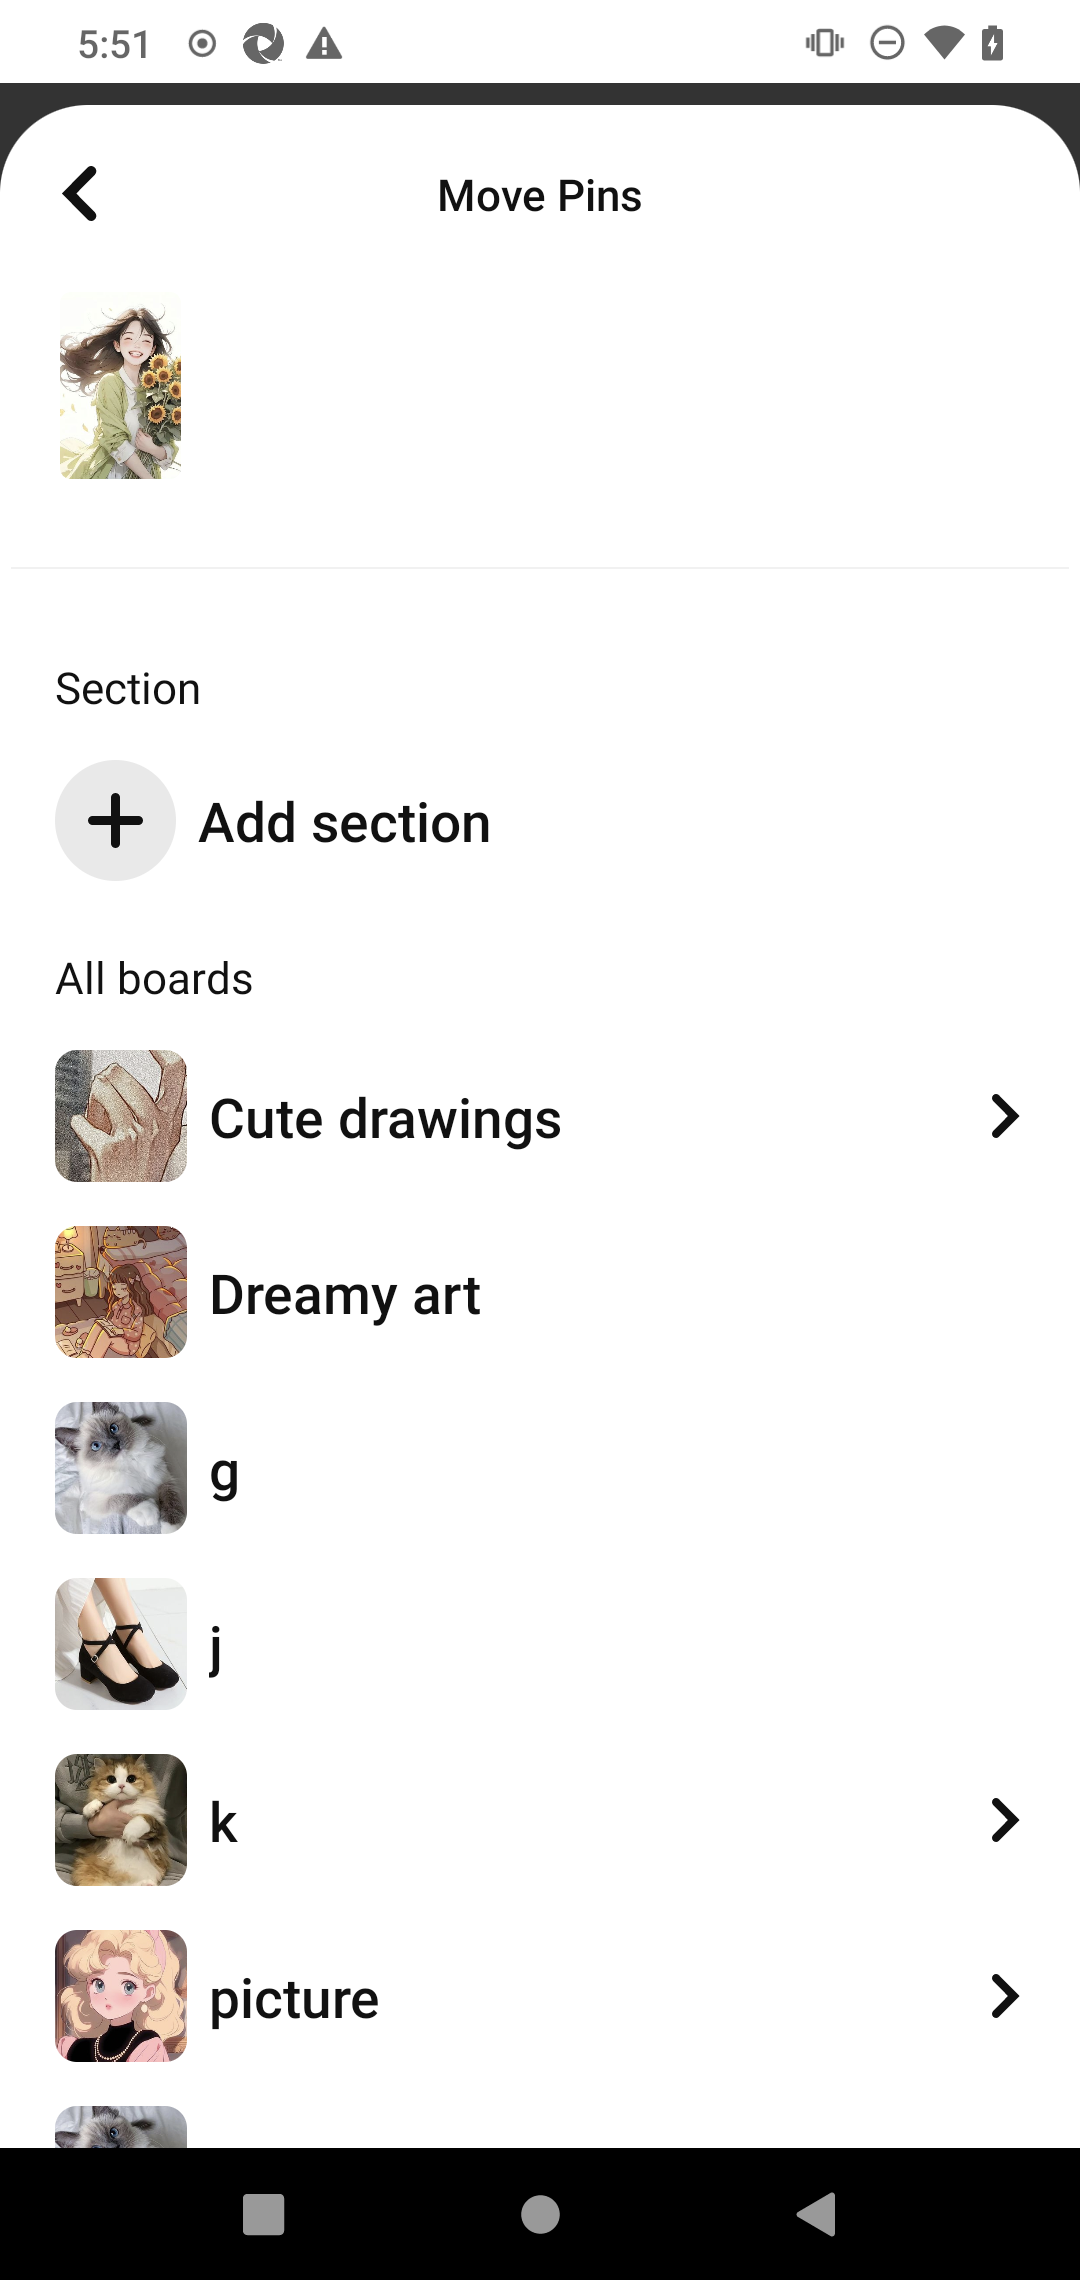 5:51
Move Pins
Section
Add section
All boards
Cute drawings
Dreamy art
g
j
k
picture